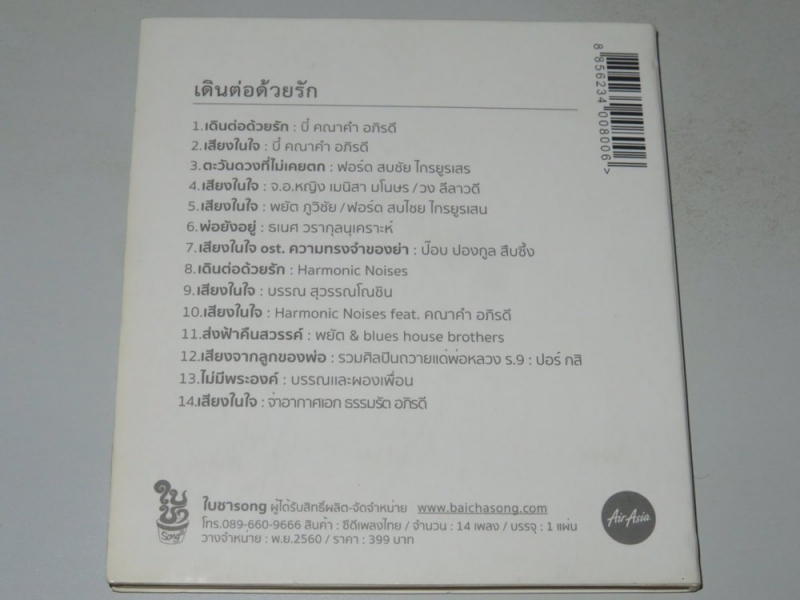 เดินต่อด้วยรัก
8 856234 008006 >
1.เดินต่อด้วยรัก : บี๋ คณาคำ อภิรดี
2.เสียงในใจ : บี๋ คณาคำ อภิรดี
3.ตะวันดวงที่ไม่เคยตก : ฟอร์ด สบชัย ไกรยูรเสร
4.เสียงในใจ : จ.อ.หญิง เมนิสา มโนษร /วง ลีลาวดี
5.เสียงในใจ : พยัต ภูวิชัย /ฟอร์ด สบไชย ไกรยูรเสน
6.พ่อยังอยู่ : ธเนศ วรากุลนุเคราะห์
7.เสียงในใจ ost. ความทรงจำของย่า : ป๊อบ ปองกูล สืบซึ้ง
8.เดินต่อด้วยรัก : Harmonic Noises
9.เสียงในใจ : บรรณ สุวรรณโณชิน
10.เสียงในใจ : Harmonic Noises feat. คณาคำ อภิรดี
11.ส่งฟ้าคืนสวรรค์ : พยัต & blues house brothers
12.เสียงจากลูกของพ่อ : รวมศิลปินถวายแด่พ่อหลวง ร.9 : ปอร์ กสิ
13.ไม่มีพระองค์ : บรรณและผองเพื่อน
14.เสียงในใจ : จ่าอากาศเอก ธรรมรัต อภิรดี
ใบชา Song
ใบชาsong ผู้ได้รับสิทธิ์ผลิต-จัดจำหน่าย www.baichasong.com
โทร.089-660-9666 สินค้า : ซีดีเพลงไทย / จำนวน : 14 เพลง / บรรจุ : 1 แผ่น
วางจำหน่าย : พ.ย.2560 / ราคา : 399 บาท
AirAsia